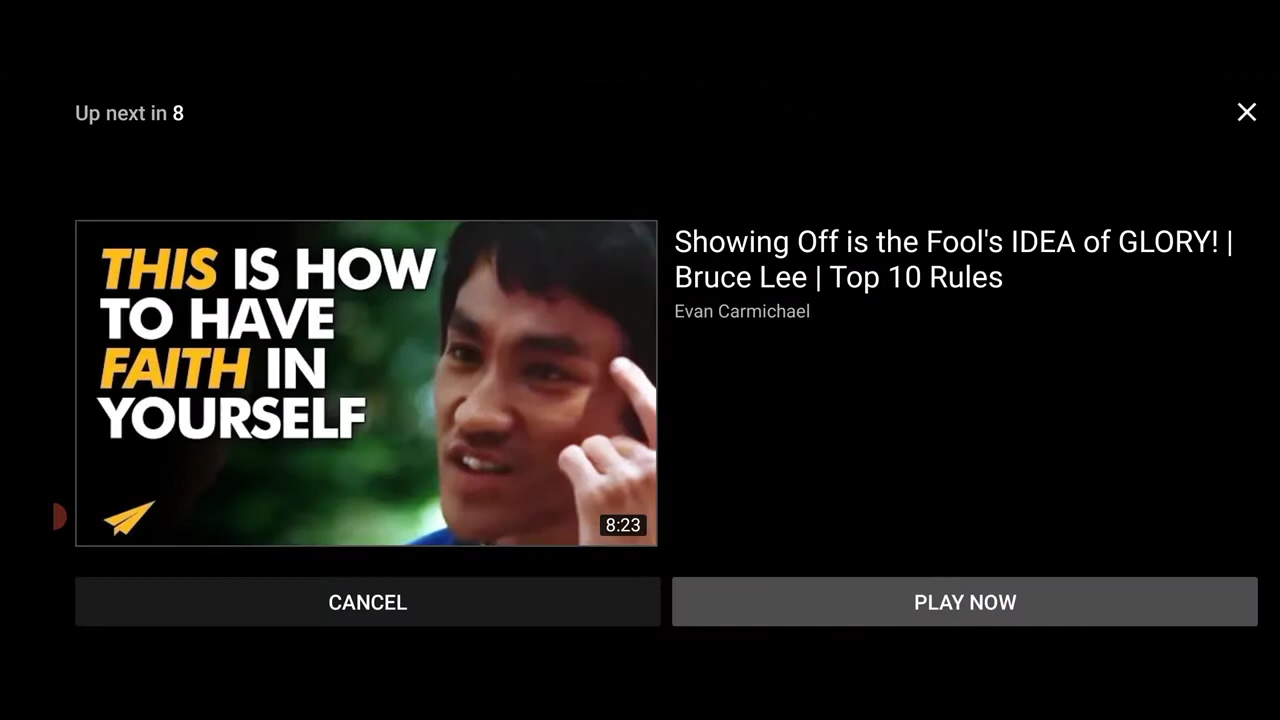 Up next in 8
THIS IS HOW
TO HAVE
FAITH IN
YOURSELF
8:23
Showing Off is the Fool's IDEA of GLORY! |
Bruce Lee | Top 10 Rules
Evan Carmichael
CANCEL
PLAY NOW